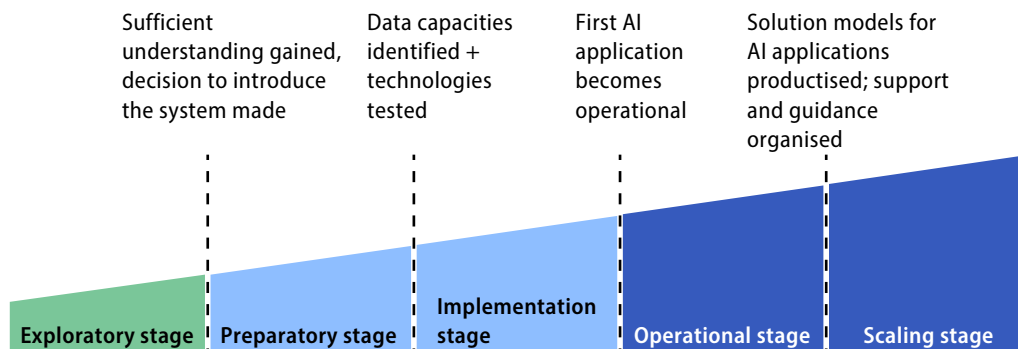 Sufficient
understanding gained,
decision to introduce
the system made
Data capacities
identified +
technologies
tested
First AI
application
becomes
operational
Solution models for
AI applications
productised; support
and guidance
organised
Exploratory stage
Preparatory stage
Implementation
stage
Operational stage
Scaling stage